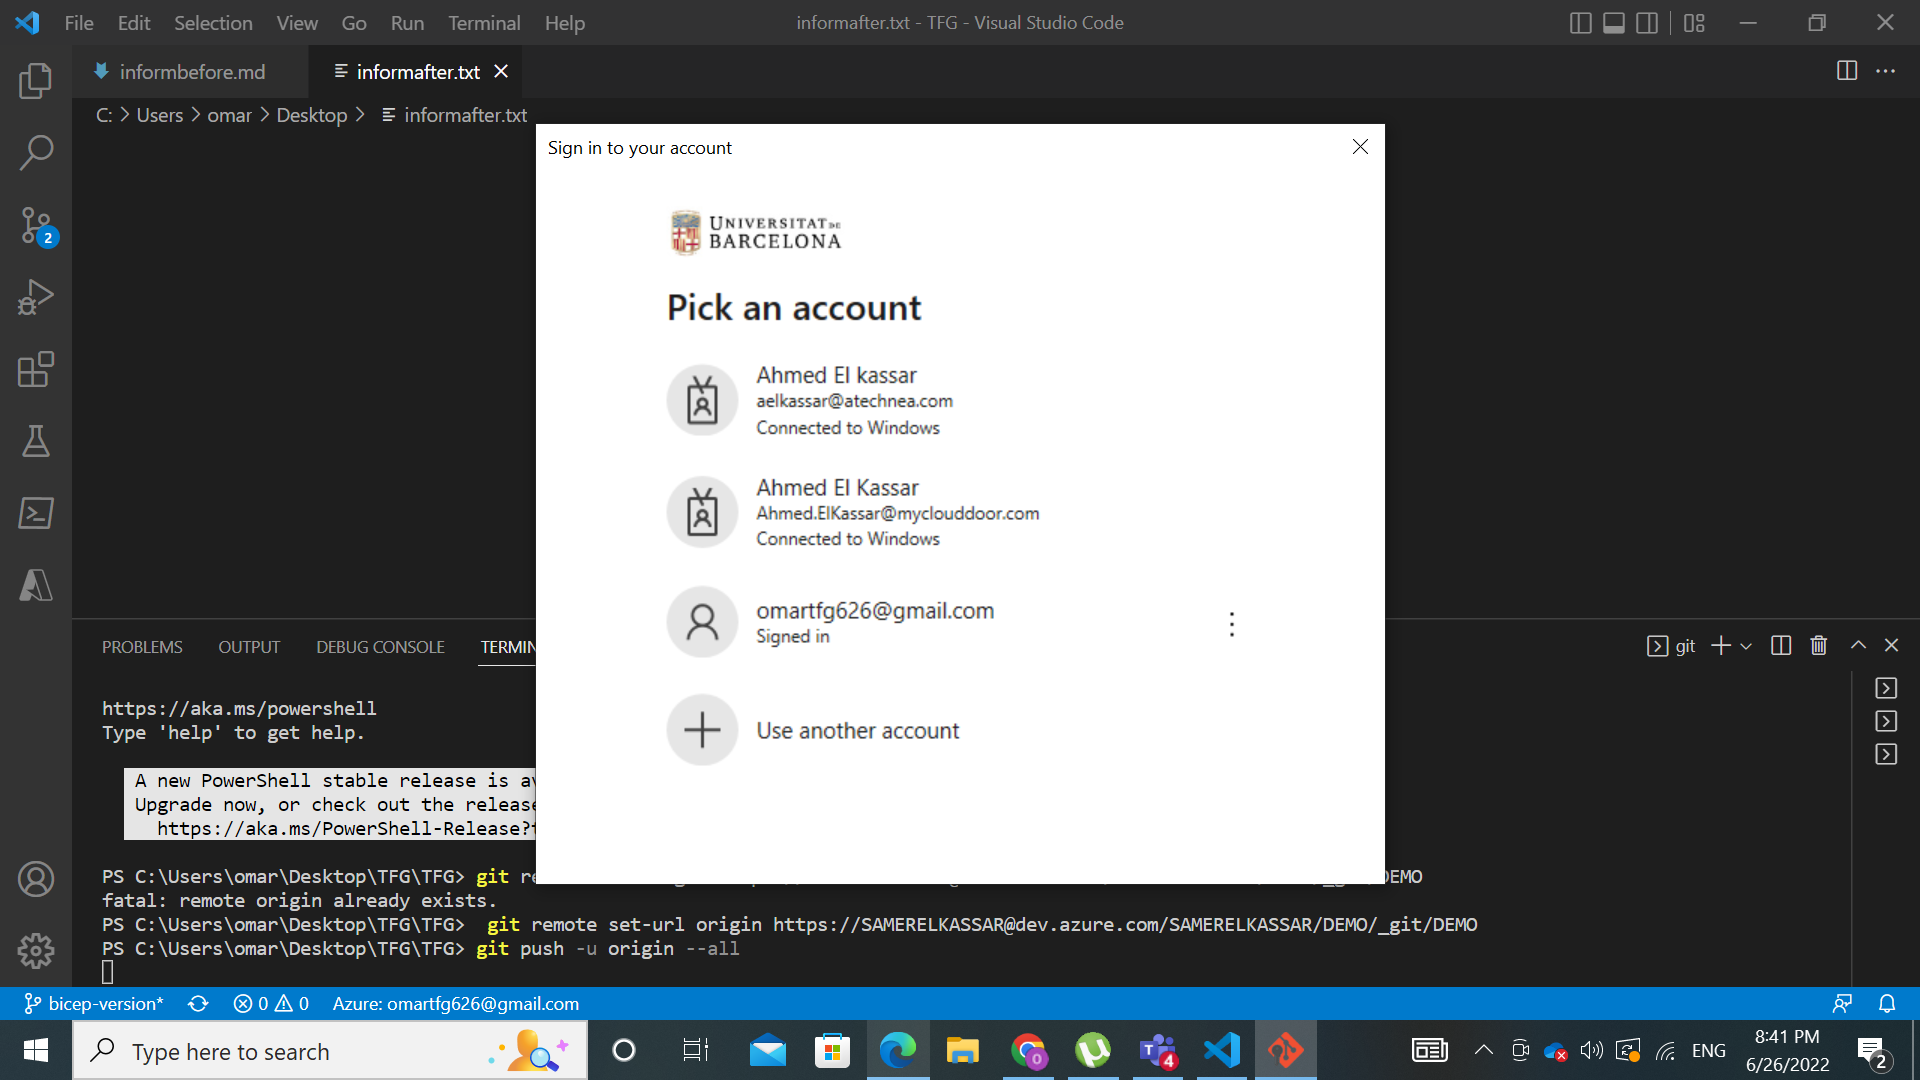 File Edit Selection View Go Run Terminal Help
informafter.txt - TFG - Visual Studio Code
informbefore.md
informafter.txt
C: > Users > omar > Desktop > informafter.txt
Sign in to your account
UNIVERSITAT DE
BARCELONA
Pick an account
Ahmed El kassar
aelkassar@atechnea.com
Connected to Windows
Ahmed El Kassar
Ahmed.ElKassar@myclouddoor.com
Connected to Windows
omartfg626@gmail.com
Signed in
Use another account
2
PROBLEMS OUTPUT DEBUG CONSOLE TERMIN
git
https://aka.ms/powershell
Type 'help' to get help.
A new PowerShell stable release is av
Upgrade now, or check out the release
https://aka.ms/PowerShell-Release?
PS C:\Users\omar\Desktop\TFG\TFG> git re DEMO
fatal: remote origin already exists.
PS C:\Users\omar\Desktop\TFG\TFG> git remote set-url origin https://SAMERELKASSAR@dev.azure.com/SAMERELKASSAR/DEMO/_git/DEMO
PS C:\Users\omar\Desktop\TFG\TFG> git push -u origin --all
bicep-version* 0 0 Azure: omartfg626@gmail.com
Type here to search
4
ENG
8:41 PM
6/26/2022
2